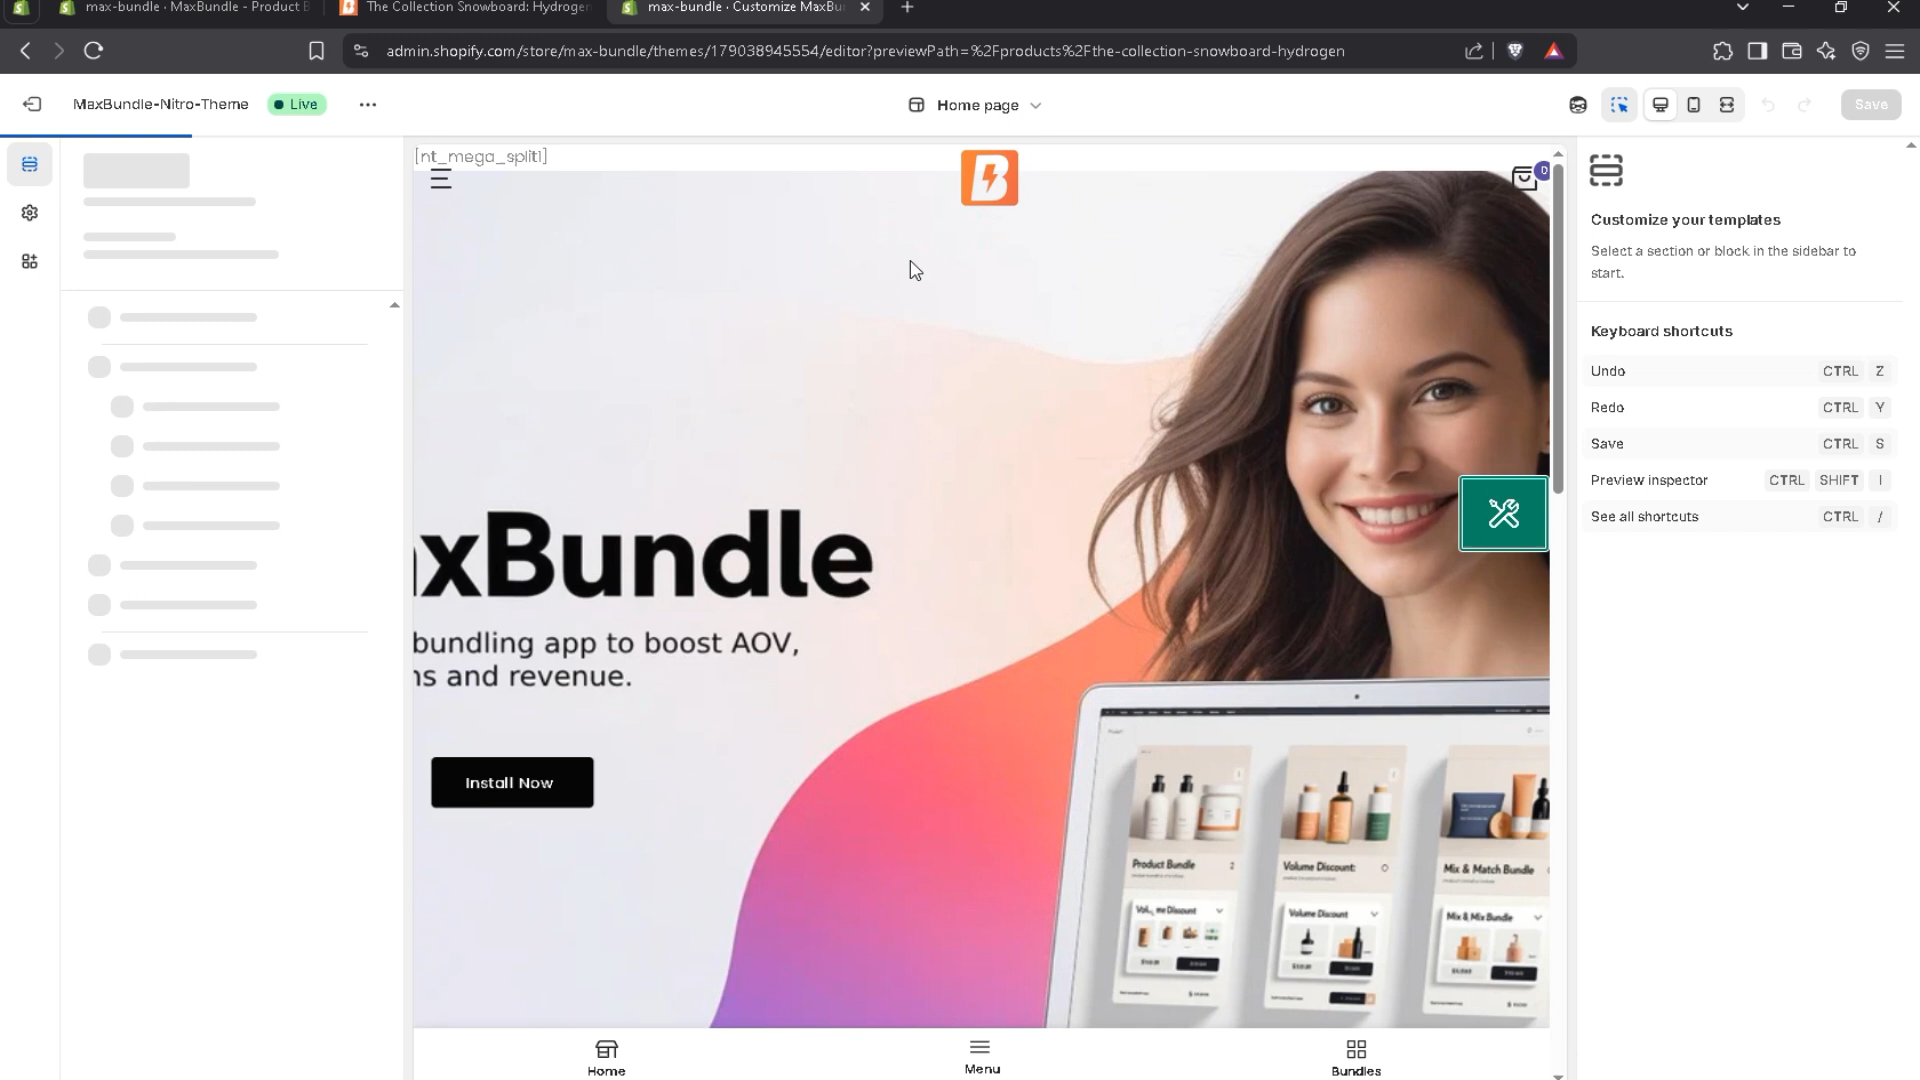 max-bundle · MaxBundle - Product B
The Collection Snowboard: Hydrogen
max-bundle · Customize MaxBu
admin.shopify.com/store/max-bundle/themes/179038945554/editor?previewPath=%2Fproducts%2Fthe-collection-snowboard-hydrogen
MaxBundle-Nitro-Theme
Live
Home page
Save
[nt_mega_split1]
0
Customize your templates
Select a section or block in the sidebar to
start.
Keyboard shortcuts
Undo CTRL Z
Redo CTRL Y
Save CTRL S
Preview inspector CTRL SHIFT I
See all shortcuts CTRL /
axBundle
bundling app to boost AOV,
ns and revenue.
Install Now
Product Bundle 2
Volume Discount:
Mix & Match Bundle
Volume Discount
Mix & Mix Bundle
Home
Menu
Bundles